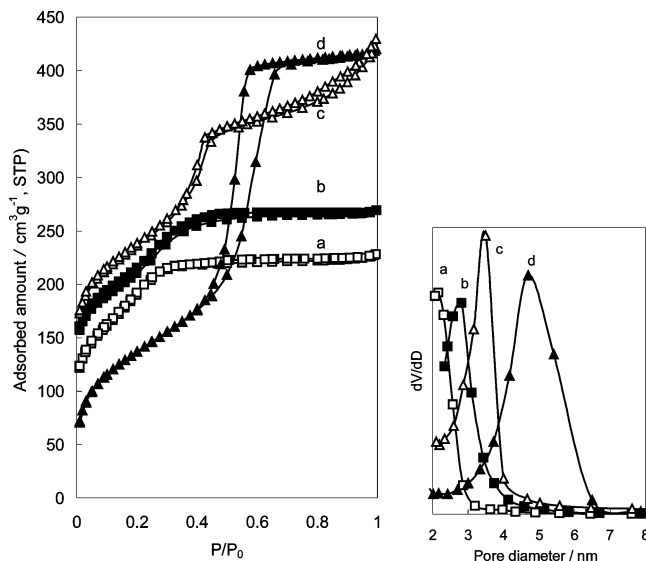 450
400
350
300
250
200
150
100
50
0
Adsorbed amount / cm³g⁻¹, STP)
0
0.2
0.4
0.6
0.8
1
P/P₀
d
c
b
a
dV/dD
a
b
c
d
2 3 4 5 6 7 8
Pore diameter / nm